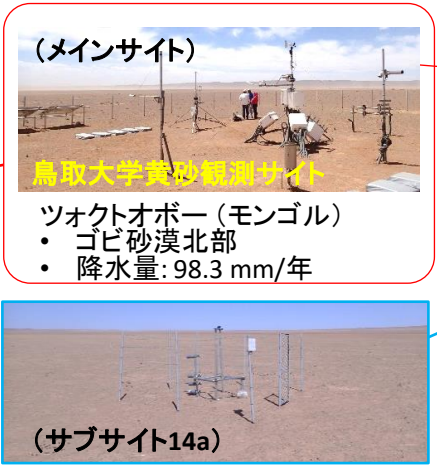 (メインサイト)
鳥取大学黄砂観測サイト
ツォクトオボー（モンゴル）
• ゴビ砂漠北部
• 降水量: 98.3 mm/年
(サブサイト14a)